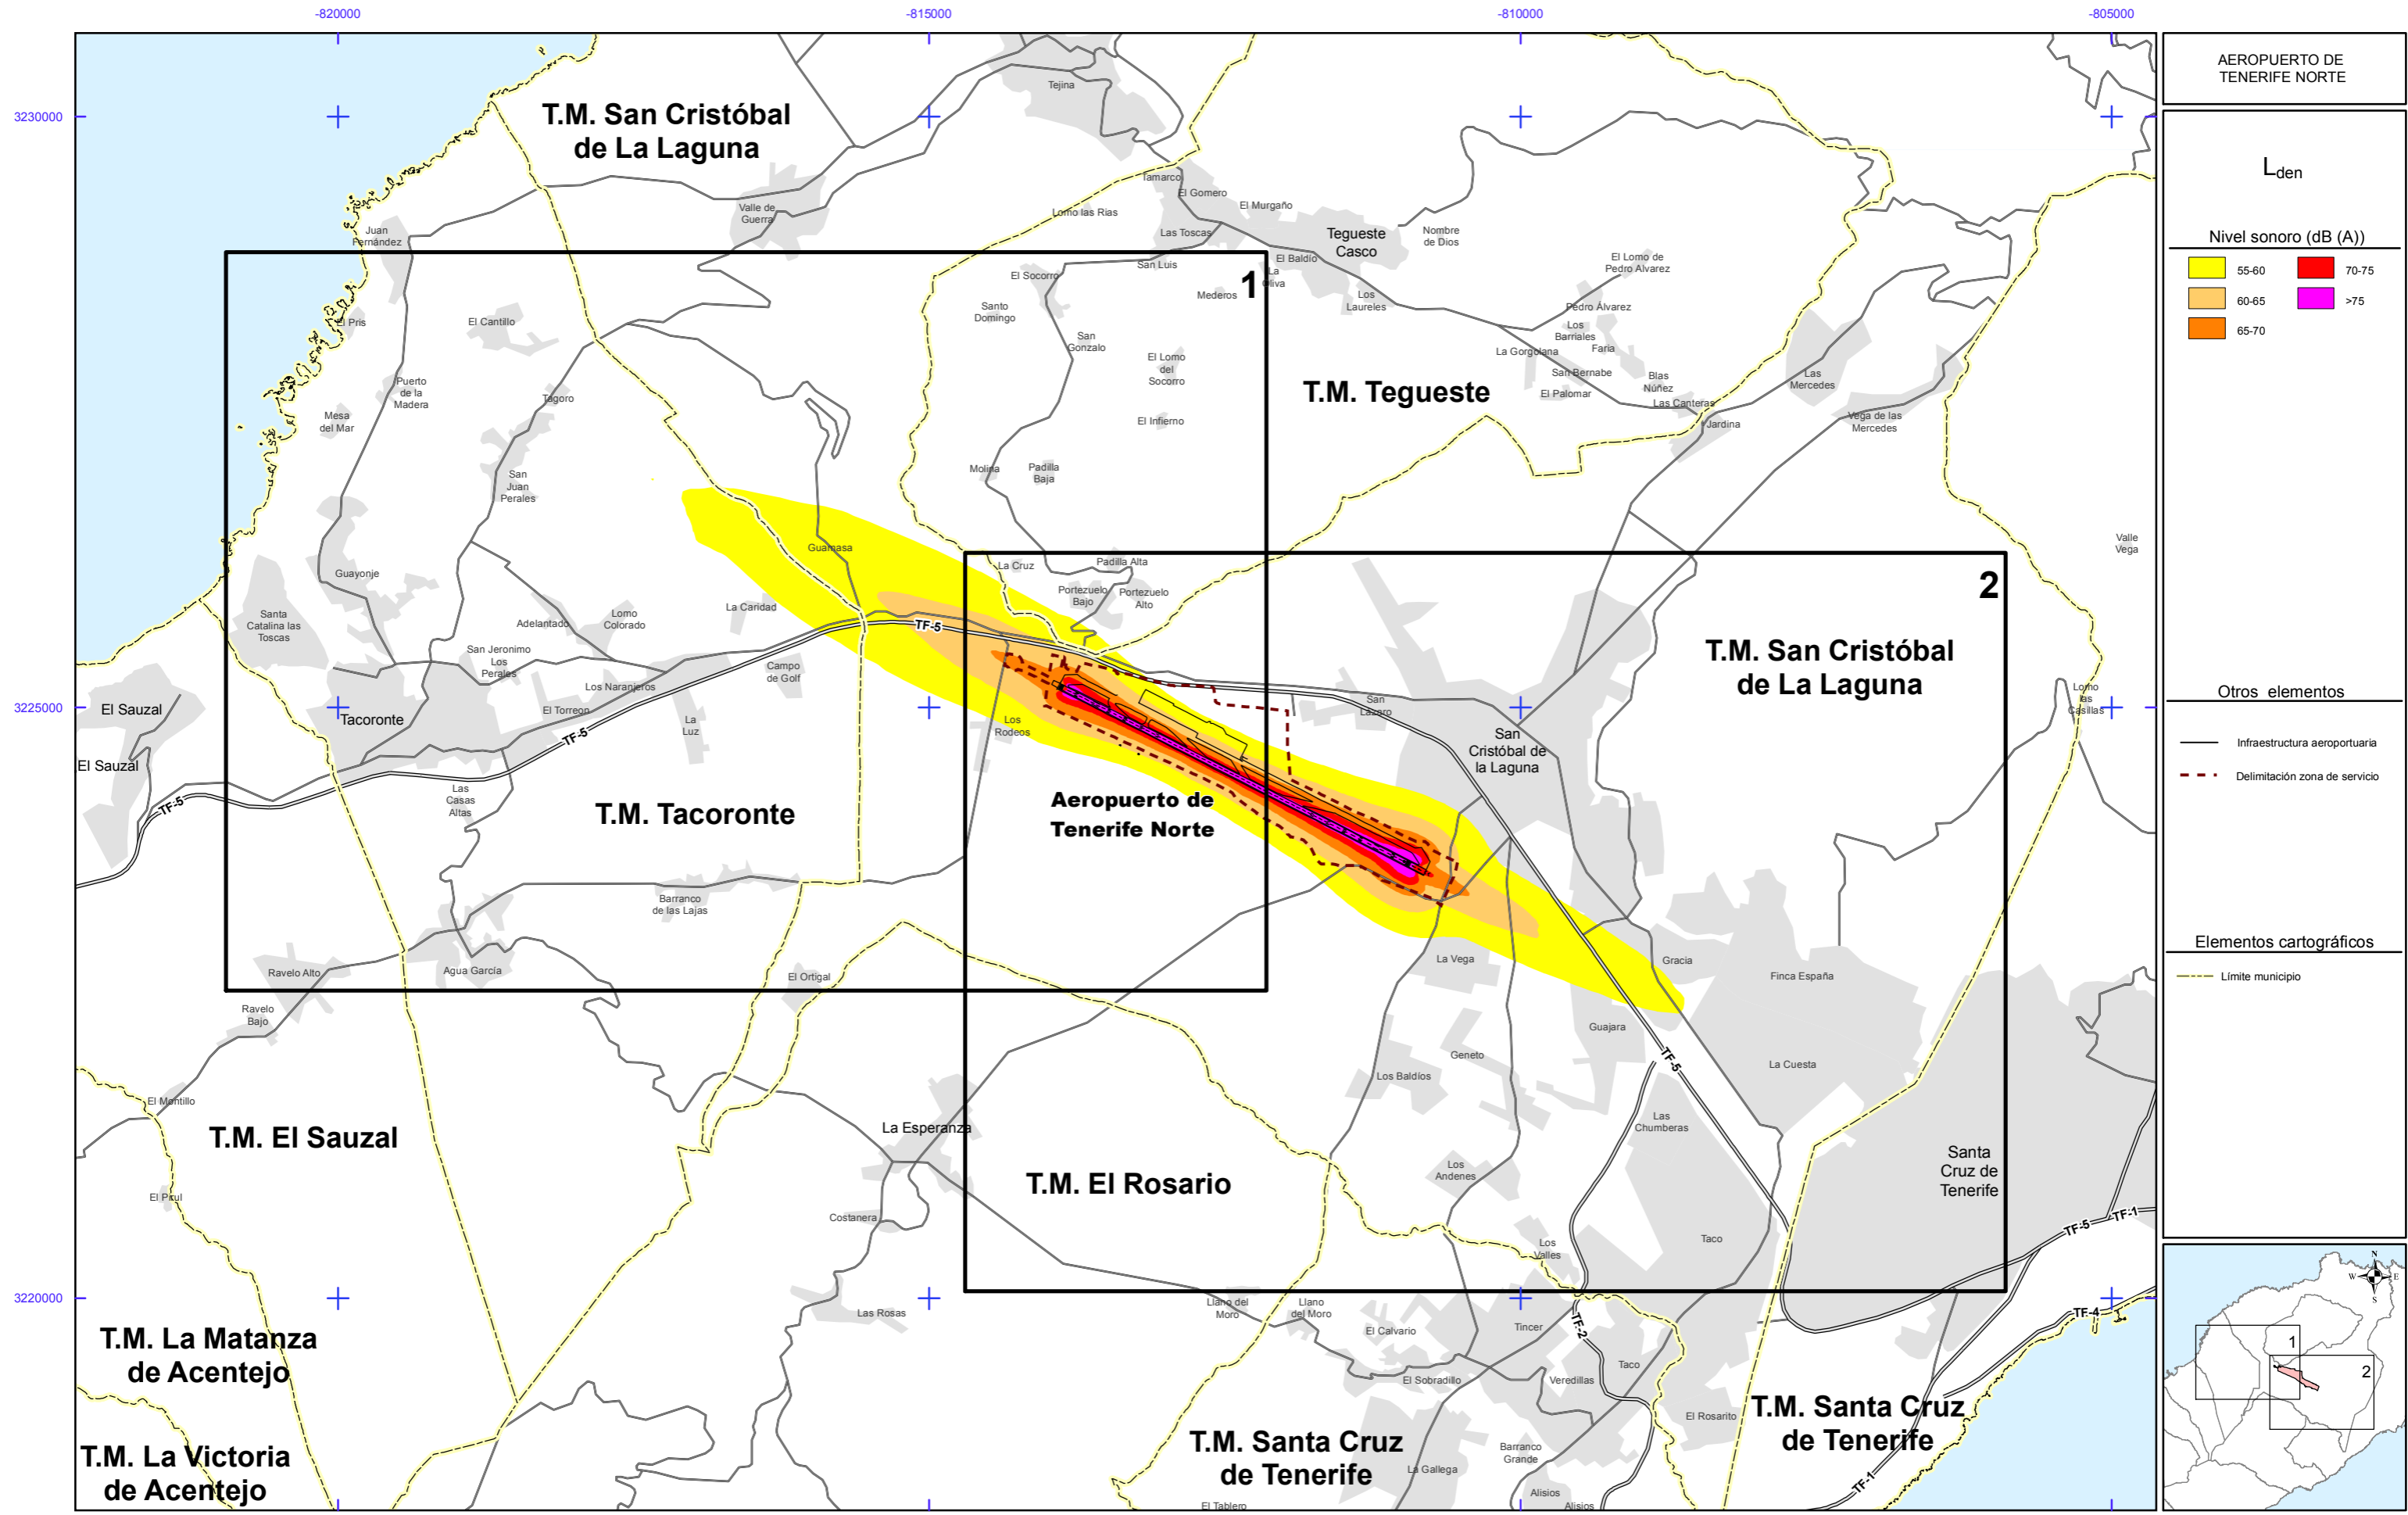 -820000
-815000
-810000
-805000
3230000
3225000
3220000
T.M. San Cristóbal
de La Laguna
Tejina
Valle de
Guerra
Juan
Fernández
Tamarco
El Gomero
Lomo las Rias
El Murgaño
Las Toscas
Tegueste
Casco
Nombre
de Dios
San Luis
El Baldío
La
Oliva
El Lomo de
Pedro Alvarez
1
El Socorro
Mederos
Los
Laureles
Santo
Domingo
Pedro Álvarez
El Pris
El Cantillo
San
Gonzalo
Los
Barriales
Faria
La Gorgolana
El Lomo
del
Socorro
San Bernabe
Blas
Núñez
Las
Mercedes
Puerto
de la
Madera
Tagoro
T.M. Tegueste
El Palomar
Las Canteras
Mesa
del Mar
El Infierno
Jardina
Vega de las
Mercedes
Molina
Padilla
Baja
San
Juan
Perales
Valle
Vega
Guamasa
La Cruz
Padilla Alta
Guayonje
2
Portezuelo
Bajo
Portezuelo
Alto
La Caridad
Santa
Catalina las
Toscas
Adelantado
Lomo
Colorado
TF-5
T.M. San Cristóbal
de La Laguna
San Jeronimo
Los
Perales
Campo
de Golf
Los Naranjeros
Lomo
las
Casillas
El Sauzal
Tacoronte
El Torreon
La
Luz
Los
Rodeos
San
Lázaro
TF-5
San
Cristóbal de
la Laguna
El Sauzal
TF-5
Las
Casas
Altas
T.M. Tacoronte
Aeropuerto de
Tenerife Norte
Barranco
de las Lajas
Ravelo Alto
Agua García
El Ortigal
La Vega
Gracia
Finca España
Ravelo
Bajo
Guajara
Geneto
TF-5
La Cuesta
Los Baldíos
El Montillo
T.M. El Sauzal
La Esperanza
Las
Chumberas
Santa
Cruz de
Tenerife
T.M. El Rosario
Los
Andenes
El Pirul
Costanera
Los
Valles
Taco
TF-5
TF-1
Las Rosas
Llano del
Moro
Llano
del Moro
El Calvario
Tincer
TF-2
TF-4
T.M. La Matanza
de Acentejo
Taco
El Sobradillo
Veredillas
El Rosarito
T.M. Santa Cruz
de Tenerife
T.M. Santa Cruz
de Tenerife
Barranco
Grande
T.M. La Victoria
de Acentejo
La Gallega
TF-1
Alisios
Alisios
El Tablero
AEROPUERTO DE
TENERIFE NORTE
Lden
Nivel sonoro (dB (A))
55-60
70-75
60-65
>75
65-70
Otros elementos
Infraestructura aeroportuaria
Delimitación zona de servicio
Elementos cartográficos
Límite municipio
N
W
E
S
1
2